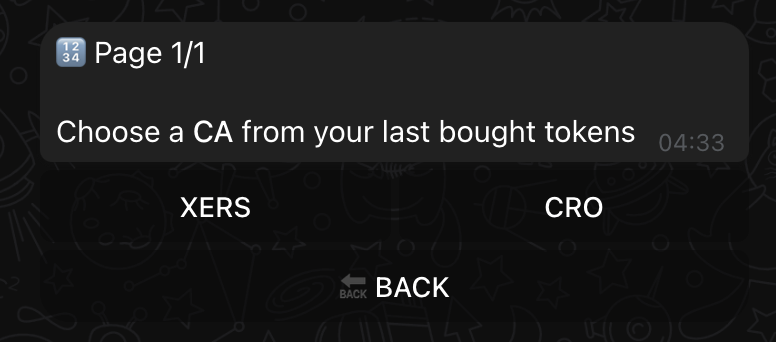 🔢 Page 1/1
Choose a CA from your last bought tokens 04:33
XERS CRO
🔙 BACK